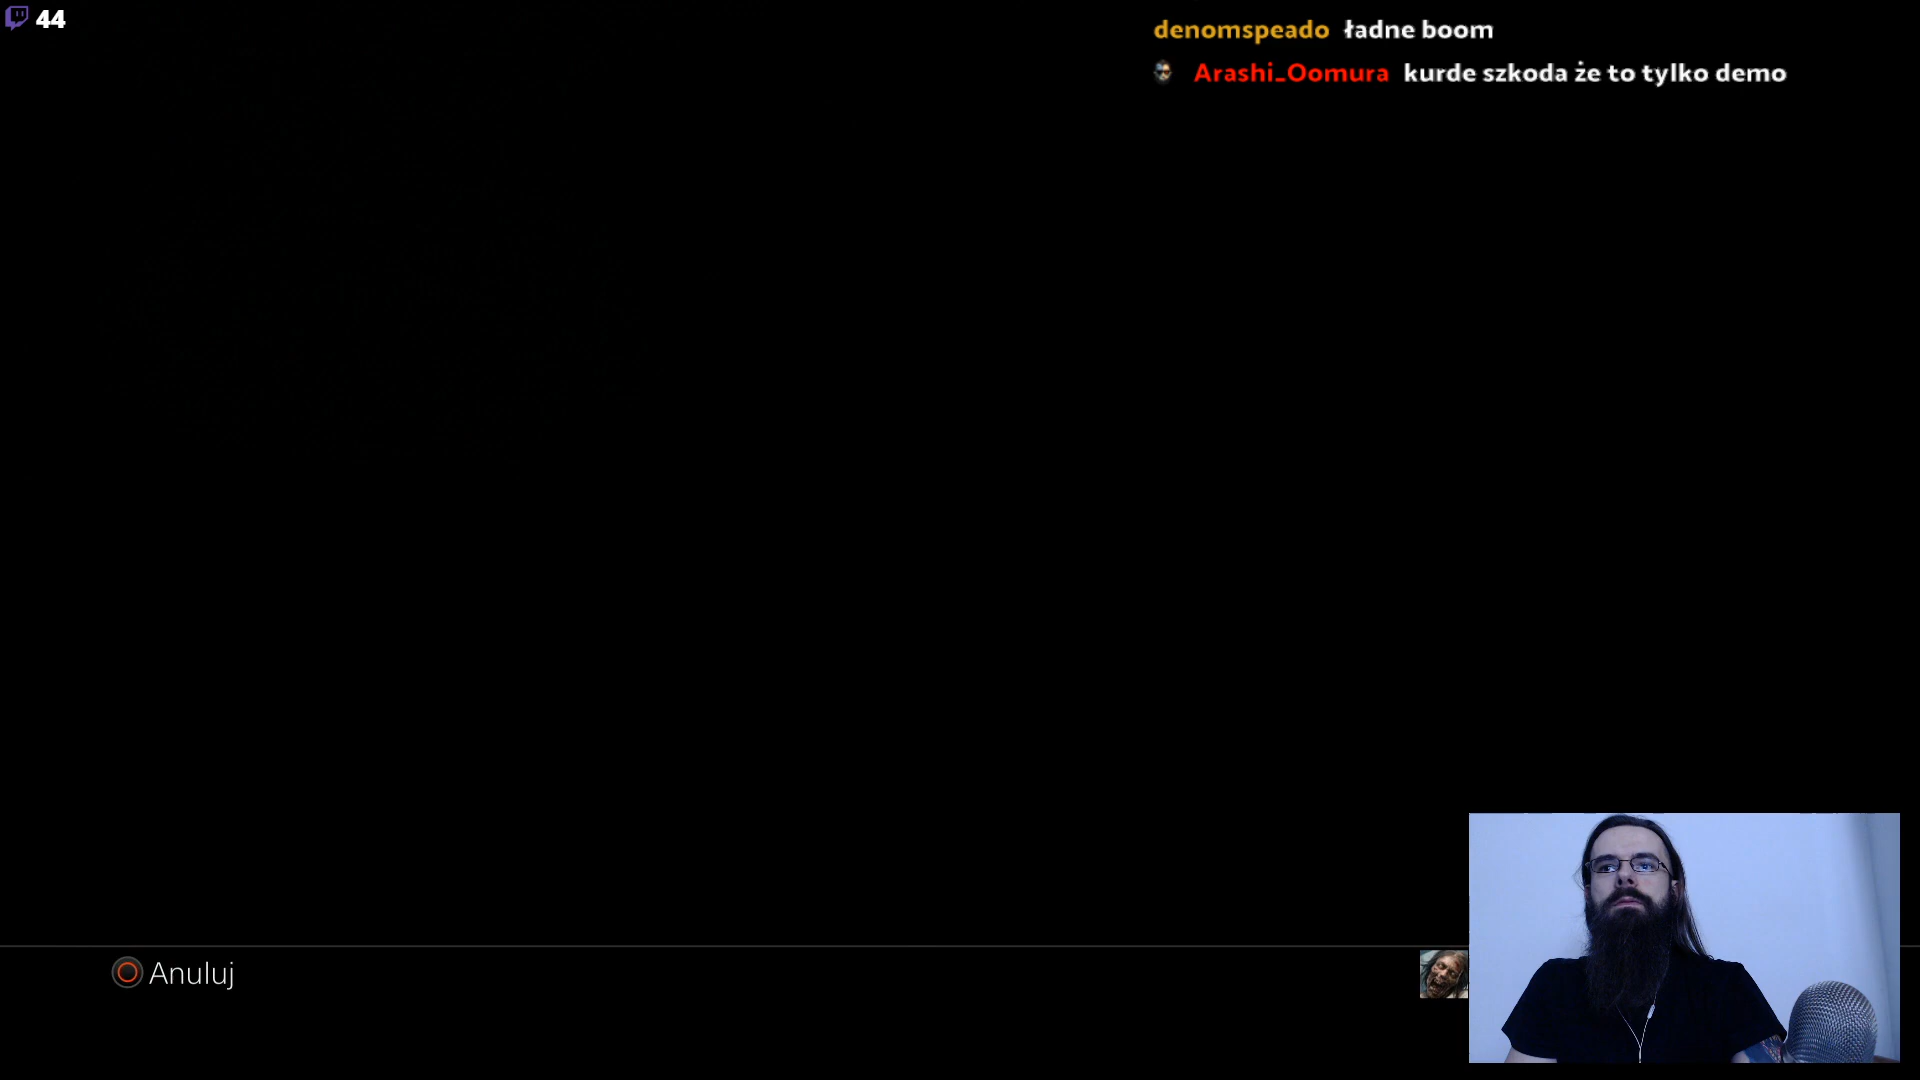 44
denomspeado ładne boom
Arashi_Oomura kurde szkoda że to tylko demo
Anuluj